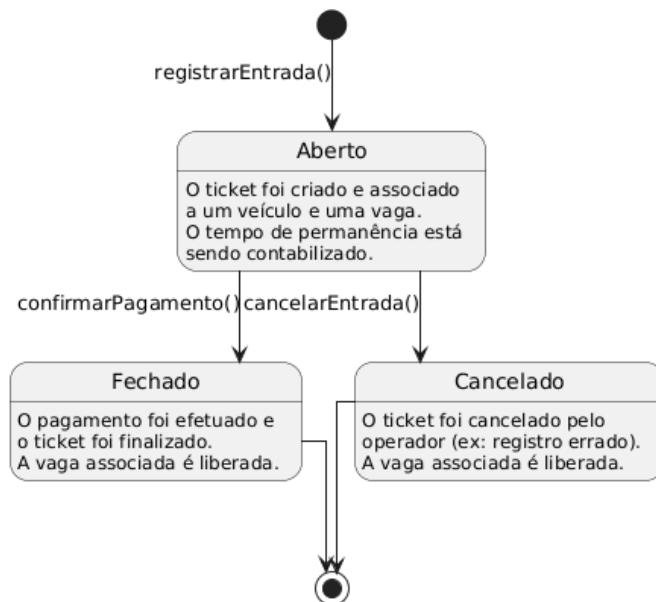 registrarEntrada()
Aberto
O ticket foi criado e associado
a um veículo e uma vaga.
O tempo de permanência está
sendo contabilizado.
confirmarPagamento()
cancelarEntrada()
Fechado
O pagamento foi efetuado e
o ticket foi finalizado.
A vaga associada é liberada.
Cancelado
O ticket foi cancelado pelo
operador (ex: registro errado).
A vaga associada é liberada.